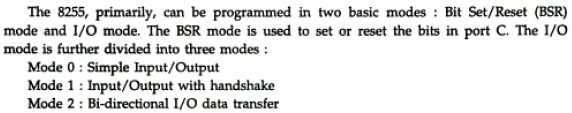 The 8255, primarily, can be programmed in two basic modes : Bit Set/Reset (BSR)
mode and I/O mode. The BSR mode is used to set or reset the bits in port C. The I/O
mode is further divided into three modes :
Mode 0 : Simple Input/Output
Mode 1 : Input/Output with handshake
Mode 2 : Bi-directional I/O data transfer